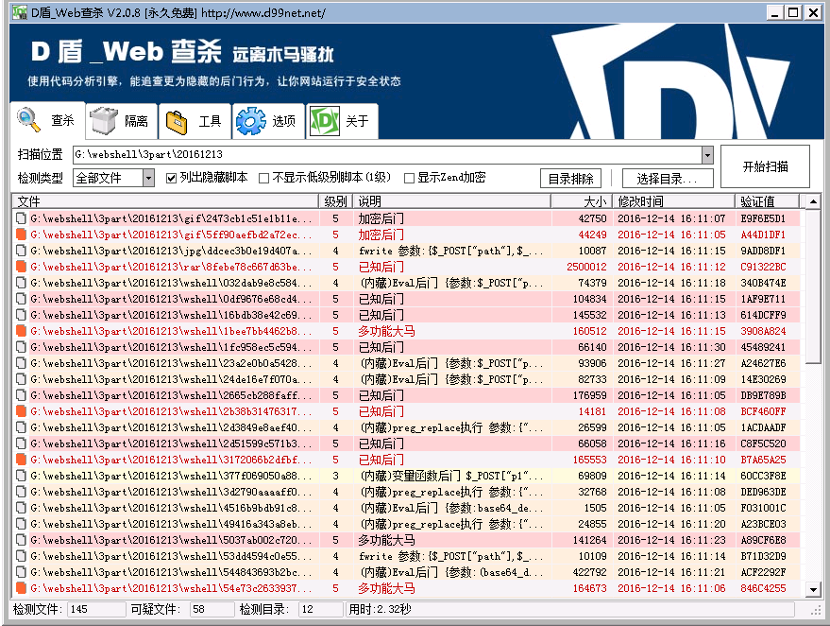 D盾_Web查杀 V2.0.8 [永久免费] http://www.d99net.net/
D 盾 _Web 查杀 远离木马骚扰
使用代码分析引擎，能追查更为隐藏的后门行为，让你网站运行于安全状态
查杀 隔离 工具 选项 关于
扫描位置 G:\webshell\3part\20161213 开始扫描
检测类型 全部文件 列出隐藏脚本 不显示低级别脚本(1级) 显示Zend加密 目录排除 选择目录...
文件 级别 说明 大小 修改时间 验证值
G:\webshell\3part\20161213\gif\2473cb1c51e1b11e... 5 加密后门 42750 2016-12-14 16:11:07 E9F6E5D1
G:\webshell\3part\20161213\gif\5ff90aefbd2a72ec... 5 加密后门 44249 2016-12-14 16:11:05 A44D1DF1
G:\webshell\3part\20161213\jpg\ddcec3b0e19d407a... 4 fwrite 参数:{$_POST["path"],$_... 10087 2016-12-14 16:11:15 9ADD8DF1
G:\webshell\3part\20161213\rar\8febe78c667d63be... 5 已知后门 2500012 2016-12-14 16:11:12 C91322BC
G:\webshell\3part\20161213\wshell\032dab9e8c584... 4 (内藏)Eval后门 {参数:$_POST["p... 74379 2016-12-14 16:11:18 340B474E
G:\webshell\3part\20161213\wshell\0df9676e68cd4... 5 已知后门 104834 2016-12-14 16:11:15 1AF9E711
G:\webshell\3part\20161213\wshell\16bdb38e42c69... 5 已知后门 145532 2016-12-14 16:11:13 614DCFF9
G:\webshell\3part\20161213\wshell\1bee7bb4462b8... 5 多功能大马 160512 2016-12-14 16:11:15 3908A824
G:\webshell\3part\20161213\wshell\1fc958ec5c594... 5 已知后门 66140 2016-12-14 16:11:30 45489241
G:\webshell\3part\20161213\wshell\23a2e0b0a5428... 4 (内藏)Eval后门 {参数:$_POST["p... 93906 2016-12-14 16:11:27 A24627E6
G:\webshell\3part\20161213\wshell\24de16e7f070a... 4 (内藏)Eval后门 {参数:$_POST["p... 82733 2016-12-14 16:11:09 14E30269
G:\webshell\3part\20161213\wshell\2665cb288faff... 5 已知后门 176959 2016-12-14 16:11:05 DB9E789B
G:\webshell\3part\20161213\wshell\2b38b31476317... 5 已知后门 14181 2016-12-14 16:11:08 BCF460FF
G:\webshell\3part\20161213\wshell\2d3849e8aef40... 4 (内藏)preg_replace执行 参数:{"... 26599 2016-12-14 16:11:05 1ACDAADF
G:\webshell\3part\20161213\wshell\2d51599c571b3... 5 已知后门 66058 2016-12-14 16:11:16 C8F5C520
G:\webshell\3part\20161213\wshell\3172066b2dfbf... 5 已知后门 165553 2016-12-14 16:11:10 B7A65A25
G:\webshell\3part\20161213\wshell\377f069050a88... 3 (内藏)变量函数后门 $_POST["p1"... 69809 2016-12-14 16:11:14 60CC3F8E
G:\webshell\3part\20161213\wshell\3d2790aaaaff0... 4 (内藏)preg_replace执行 参数:{"... 32768 2016-12-14 16:11:08 DED963DE
G:\webshell\3part\20161213\wshell\4516b9bdb91c8... 4 (内藏)Eval后门 {参数:base64_de... 1505 2016-12-14 16:11:05 F031001C
G:\webshell\3part\20161213\wshell\49416a343a8eb... 4 (内藏)preg_replace执行 参数:{"... 24855 2016-12-14 16:11:20 A23BCE03
G:\webshell\3part\20161213\wshell\5037ab002c720... 5 多功能大马 141264 2016-12-14 16:11:23 A89CF6E8
G:\webshell\3part\20161213\wshell\53dd4594c0e55... 4 fwrite 参数:{$_POST["path"],$_... 10109 2016-12-14 16:11:14 B71D32D9
G:\webshell\3part\20161213\wshell\544843693b2bc... 4 (内藏)Eval后门 {参数:(base64_d... 422792 2016-12-14 16:11:21 ACF2292F
G:\webshell\3part\20161213\wshell\54e73c2633937... 5 多功能大马 164673 2016-12-14 16:11:06 846C4255
检测文件: 145 可疑文件: 58 检测目录: 12 用时:2.32秒